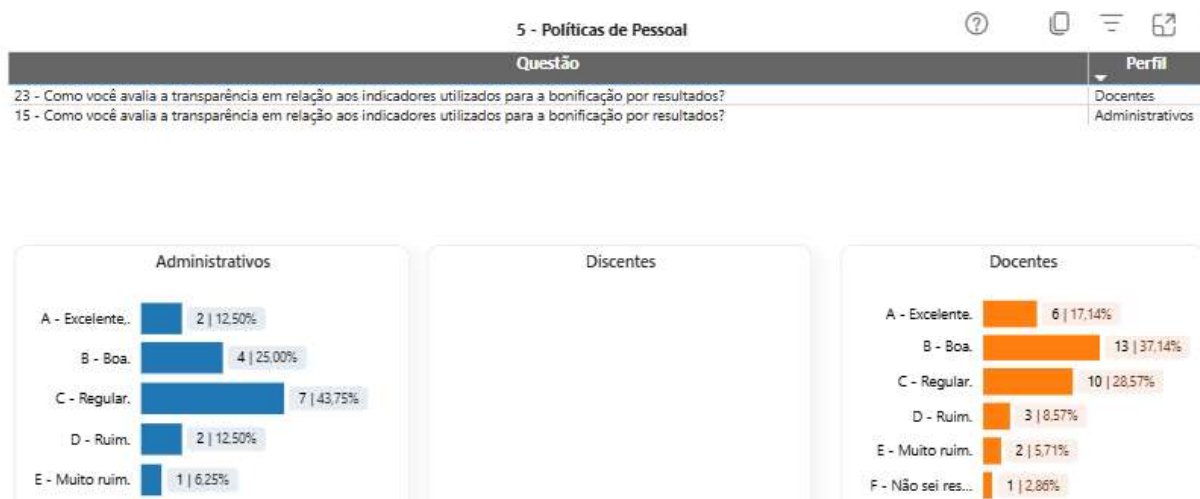 5 - Políticas de Pessoal
Questão Perfil
23 - Como você avalia a transparência em relação aos indicadores utilizados para a bonificação por resultados? Docentes
15 - Como você avalia a transparência em relação aos indicadores utilizados para a bonificação por resultados? Administrativos
Administrativos
A - Excelente,. 2 | 12,50%
B - Boa. 4 | 25,00%
C - Regular. 7 | 43,75%
D - Ruim. 2 | 12,50%
E - Muito ruim. 1 | 6,25%
Discentes
Docentes
A - Excelente. 6 | 17,14%
B - Boa. 13 | 37,14%
C - Regular. 10 | 28,57%
D - Ruim. 3 | 8,57%
E - Muito ruim. 2 | 5,71%
F - Não sei res... 1 | 2,86%